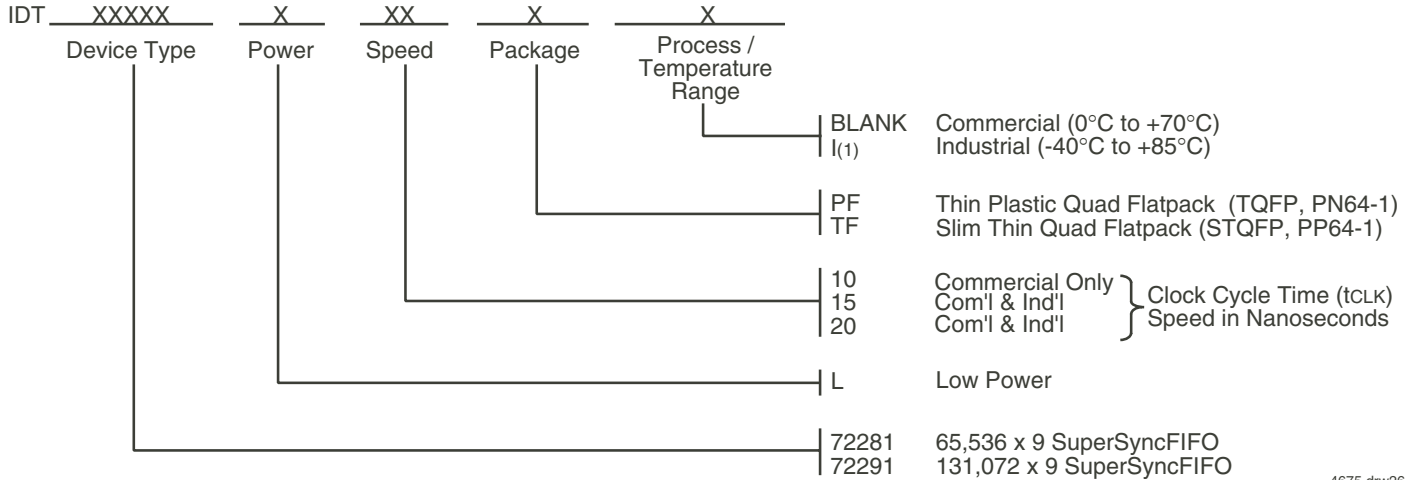 IDT XXXXX X XX X X
Device Type Power Speed Package Process /
Temperature
Range
BLANK Commercial (0°C to +70°C)
I(1) Industrial (-40°C to +85°C)
PF Thin Plastic Quad Flatpack (TQFP, PN64-1)
TF Slim Thin Quad Flatpack (STQFP, PP64-1)
10 Commercial Only
15 Com'l & Ind'l
20 Com'l & Ind'l
Clock Cycle Time (tCLK)
Speed in Nanoseconds
L Low Power
72281 65,536 x 9 SuperSyncFIFO
72291 131,072 x 9 SuperSyncFIFO